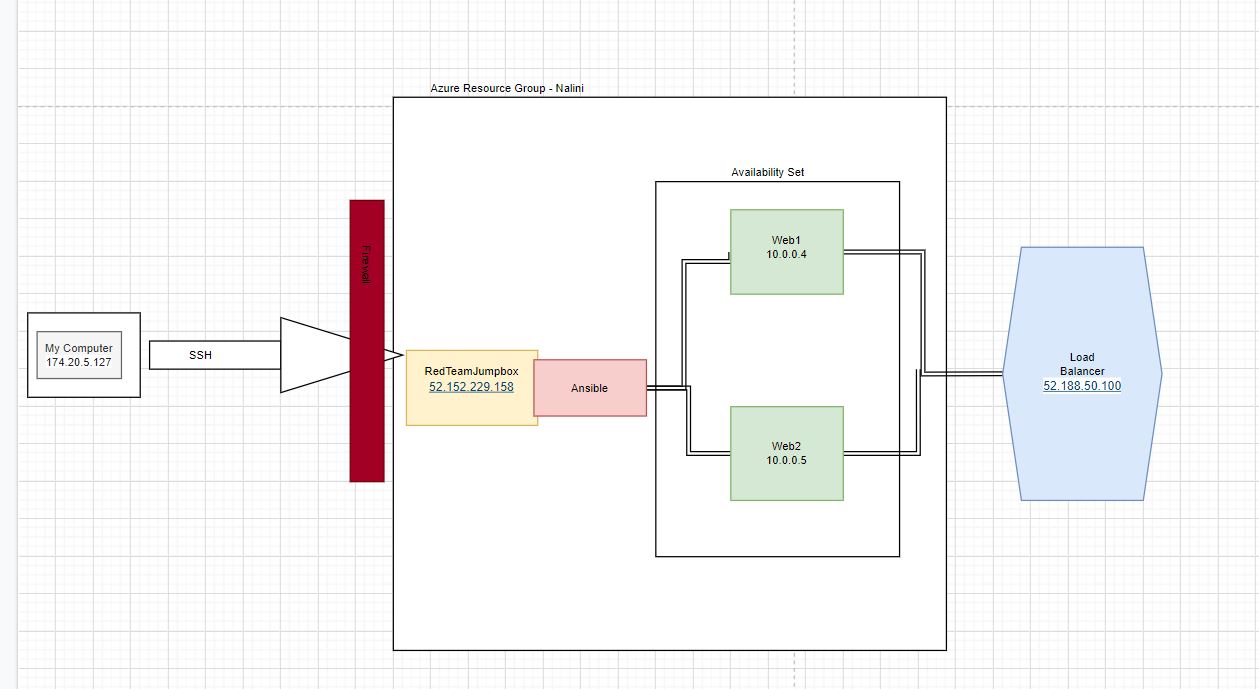 Azure Resource Group - Nalini
Availability Set
Web1
10.0.0.4
Firewall
My Computer
174.20.5.127
SSH
RedTeamJumpbox
52.152.229.158
Ansible
Load
Balancer
52.188.50.100
Web2
10.0.0.5